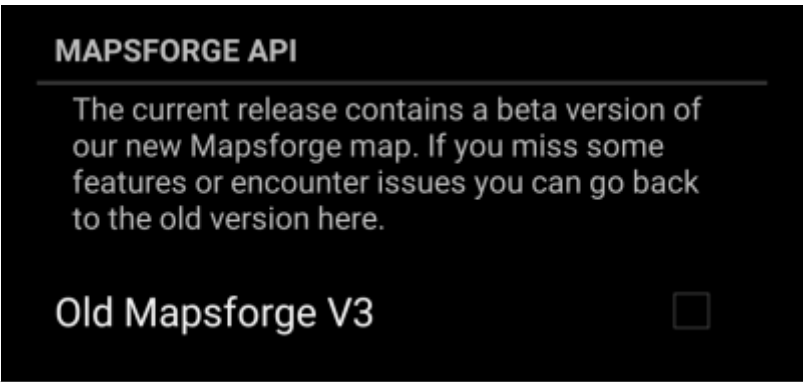 MAPSFORGE API
The current release contains a beta version of
our new Mapsforge map. If you miss some
features or encounter issues you can go back
to the old version here.
Old Mapsforge V3